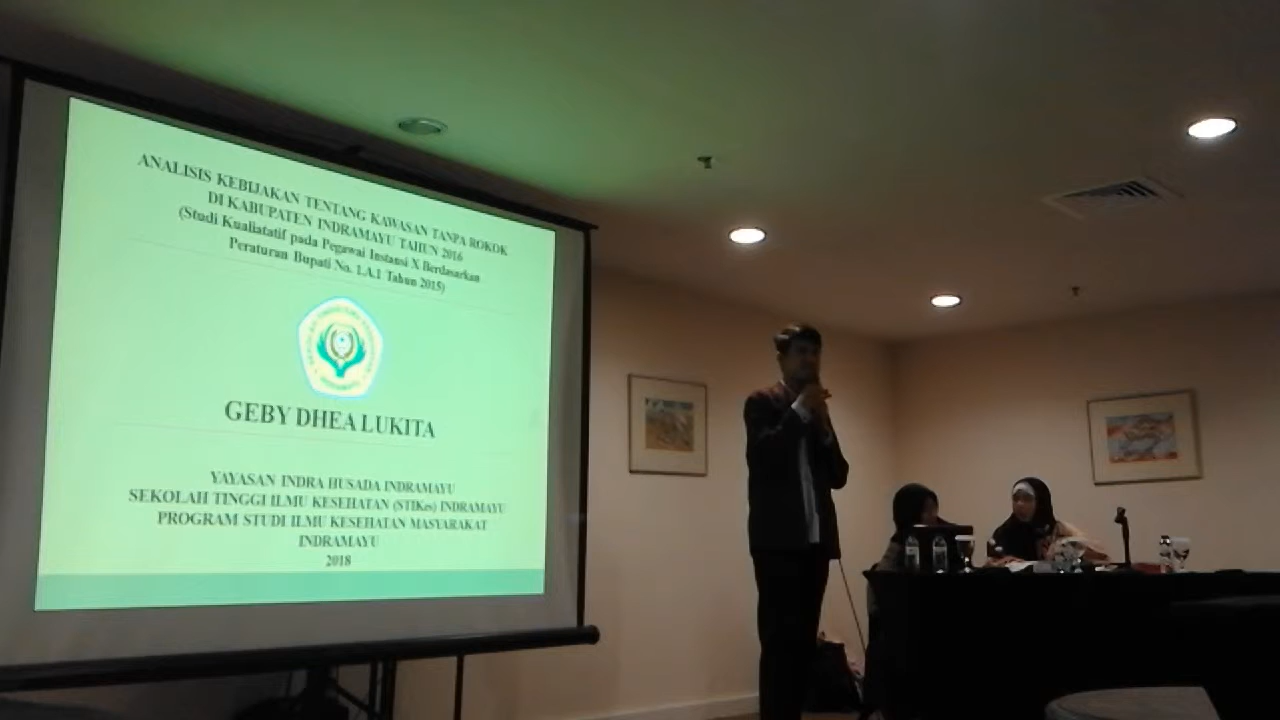 ANALISIS KEBIJAKAN TENTANG KAWASAN TANPA ROKOK
DI KABUPATEN INDRAMAYU TAHUN 2016
(Studi Kualiatatif pada Pegawai Instansi X Berdasarkan
Peraturan Bupati No. 1.A.1 Tahun 2015)
GEBY DHEA LUKITA
YAYASAN INDRA HUSADA INDRAMAYU
SEKOLAH TINGGI ILMU KESEHATAN (STIKes) INDRAMAYU
PROGRAM STUDI ILMU KESEHATAN MASYARAKAT
INDRAMAYU
2018